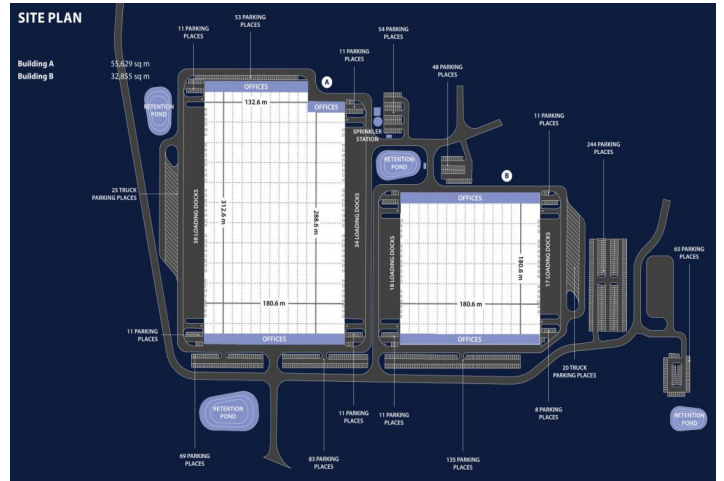 SITE PLAN
Building A 55,629 sq m
Building B 32,855 sq m
53 PARKING
PLACES
11 PARKING
PLACES
11 PARKING
PLACES
54 PARKING
PLACES
48 PARKING
PLACES
11 PARKING
PLACES
244 PARKING
PLACES
65 PARKING
PLACES
A
OFFICES
132.6 m
OFFICES
RETENTION
POND
SPRINKLER
STATION
RETENTION
POND
B
25 TRUCK
PARKING PLACES
38 LOADING DOCKS
312.6 m
288.6 m
34 LOADING DOCKS
OFFICES
18 LOADING DOCKS
180.6 m
17 LOADING DOCKS
180.6 m
180.6 m
OFFICES
OFFICES
11 PARKING
PLACES
20 TRUCK
PARKING PLACES
RETENTION
POND
11 PARKING
PLACES
11 PARKING
PLACES
8 PARKING
PLACES
RETENTION
POND
69 PARKING
PLACES
83 PARKING
PLACES
135 PARKING
PLACES